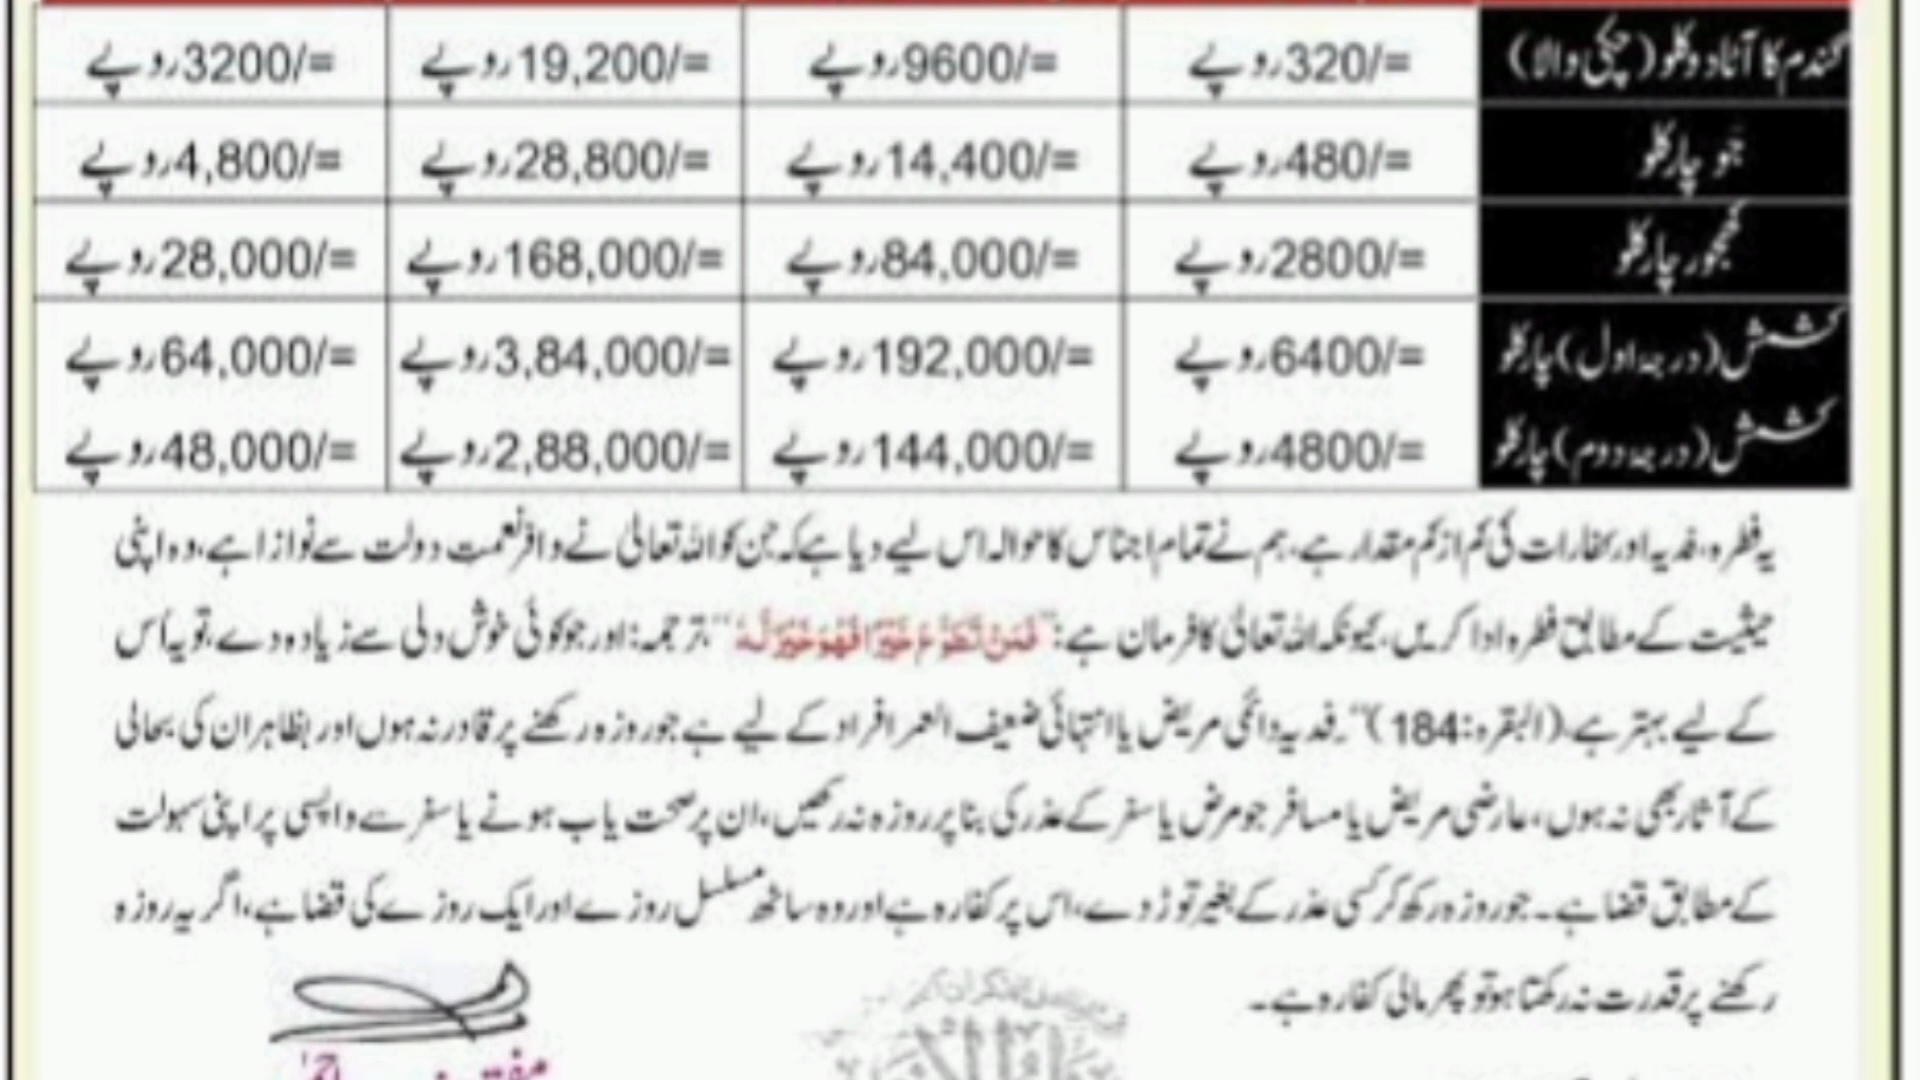 گندم کا آٹا دو کلو (چکی والا) 320/= روپے 9600/= روپے 19,200/= روپے 3200/= روپے
جَو چار کلو 480/= روپے 14,400/= روپے 28,800/= روپے 4,800/= روپے
کھجور چار کلو 2800/= روپے 84,000/= روپے 168,000/= روپے 28,000/= روپے
کشمش (درجہ اول) چار کلو 6400/= روپے 192,000/= روپے 3,84,000/= روپے 64,000/= روپے
کشمش (درجہ دوم) چار کلو 4800/= روپے 144,000/= روپے 2,88,000/= روپے 48,000/= روپے
یہ فطرہ، فدیہ اور کفارات کی کم از کم مقدار ہے، ہم نے تمام اجناس کا حوالہ اس لیے دیا ہے کہ جن کو اللہ تعالیٰ نے وافر نعمت دولت سے نوازا ہے، وہ اپنی
حیثیت کے مطابق فطرہ ادا کریں، کیونکہ اللہ تعالیٰ کا فرمان ہے: ”فَمَنْ تَطَوَّعَ خَيْرًا فَهُوَ خَيْرٌ لَّهُ“، ترجمہ: اور جو کوئی خوش دلی سے زیادہ دے، تو یہ اُس
کے لیے بہتر ہے، (البقرہ: 184)“۔ فدیہ دائمی مریض یا انتہائی ضعیف العمر افراد کے لیے ہے جو روزہ رکھنے پر قادر نہ ہوں اور بظاہر ان کی بحالی
کے آثار بھی نہ ہوں، عارضی مریض یا مسافر جو مرض یا سفر کے عذر کی بنا پر روزہ نہ رکھیں، ان پر صحت یاب ہونے یا سفر سے واپسی پر اپنی سہولت
کے مطابق قضا ہے۔ جو روزہ رکھ کر کسی عذر کے بغیر توڑ دے، اس پر کفارہ ہے اور وہ ساٹھ مسلسل روزے اور ایک روزے کی قضا ہے، اگر یہ روزہ
رکھنے پر قدرت نہ رکھتا ہو تو پھر مالی کفارہ ہے۔